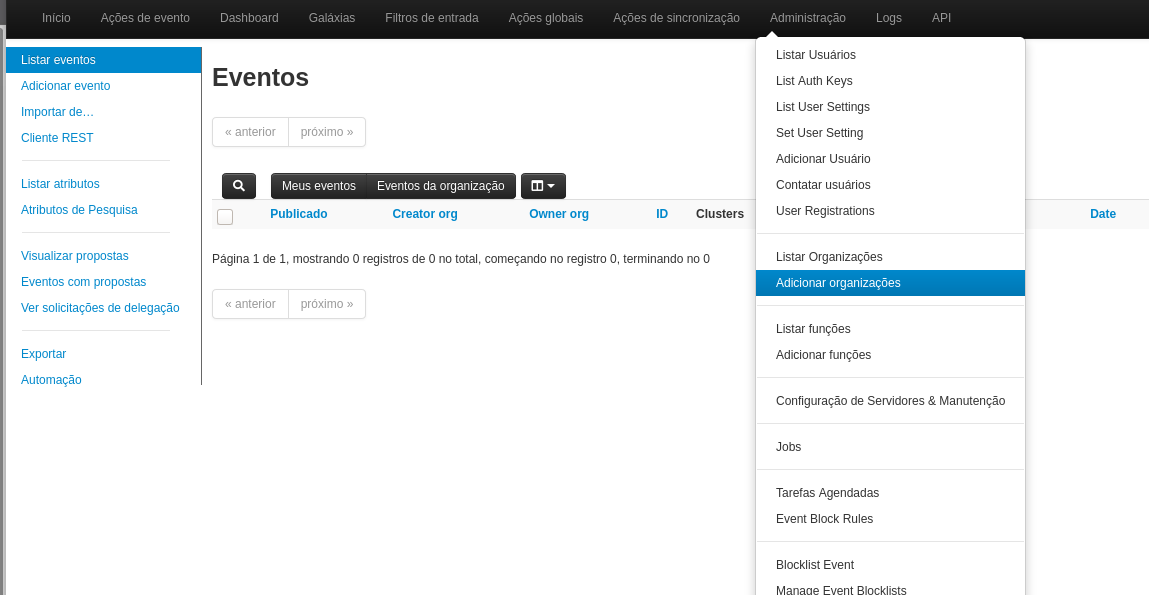 Início Ações de evento Dashboard Galáxias Filtros de entrada Ações globais Ações de sincronização Administração Logs API
Listar eventos
Adicionar evento
Importar de…
Cliente REST
Listar atributos
Atributos de Pesquisa
Visualizar propostas
Eventos com propostas
Ver solicitações de delegação
Exportar
Automação
Eventos
« anterior próximo »
Meus eventos Eventos da organização
Publicado Creator org Owner org ID Clusters Date
Página 1 de 1, mostrando 0 registros de 0 no total, começando no registro 0, terminando no 0
« anterior próximo »
Listar Usuários
List Auth Keys
List User Settings
Set User Setting
Adicionar Usuário
Contatar usuários
User Registrations
Listar Organizações
Adicionar organizações
Listar funções
Adicionar funções
Configuração de Servidores & Manutenção
Jobs
Tarefas Agendadas
Event Block Rules
Blocklist Event
Manage Event Blocklists